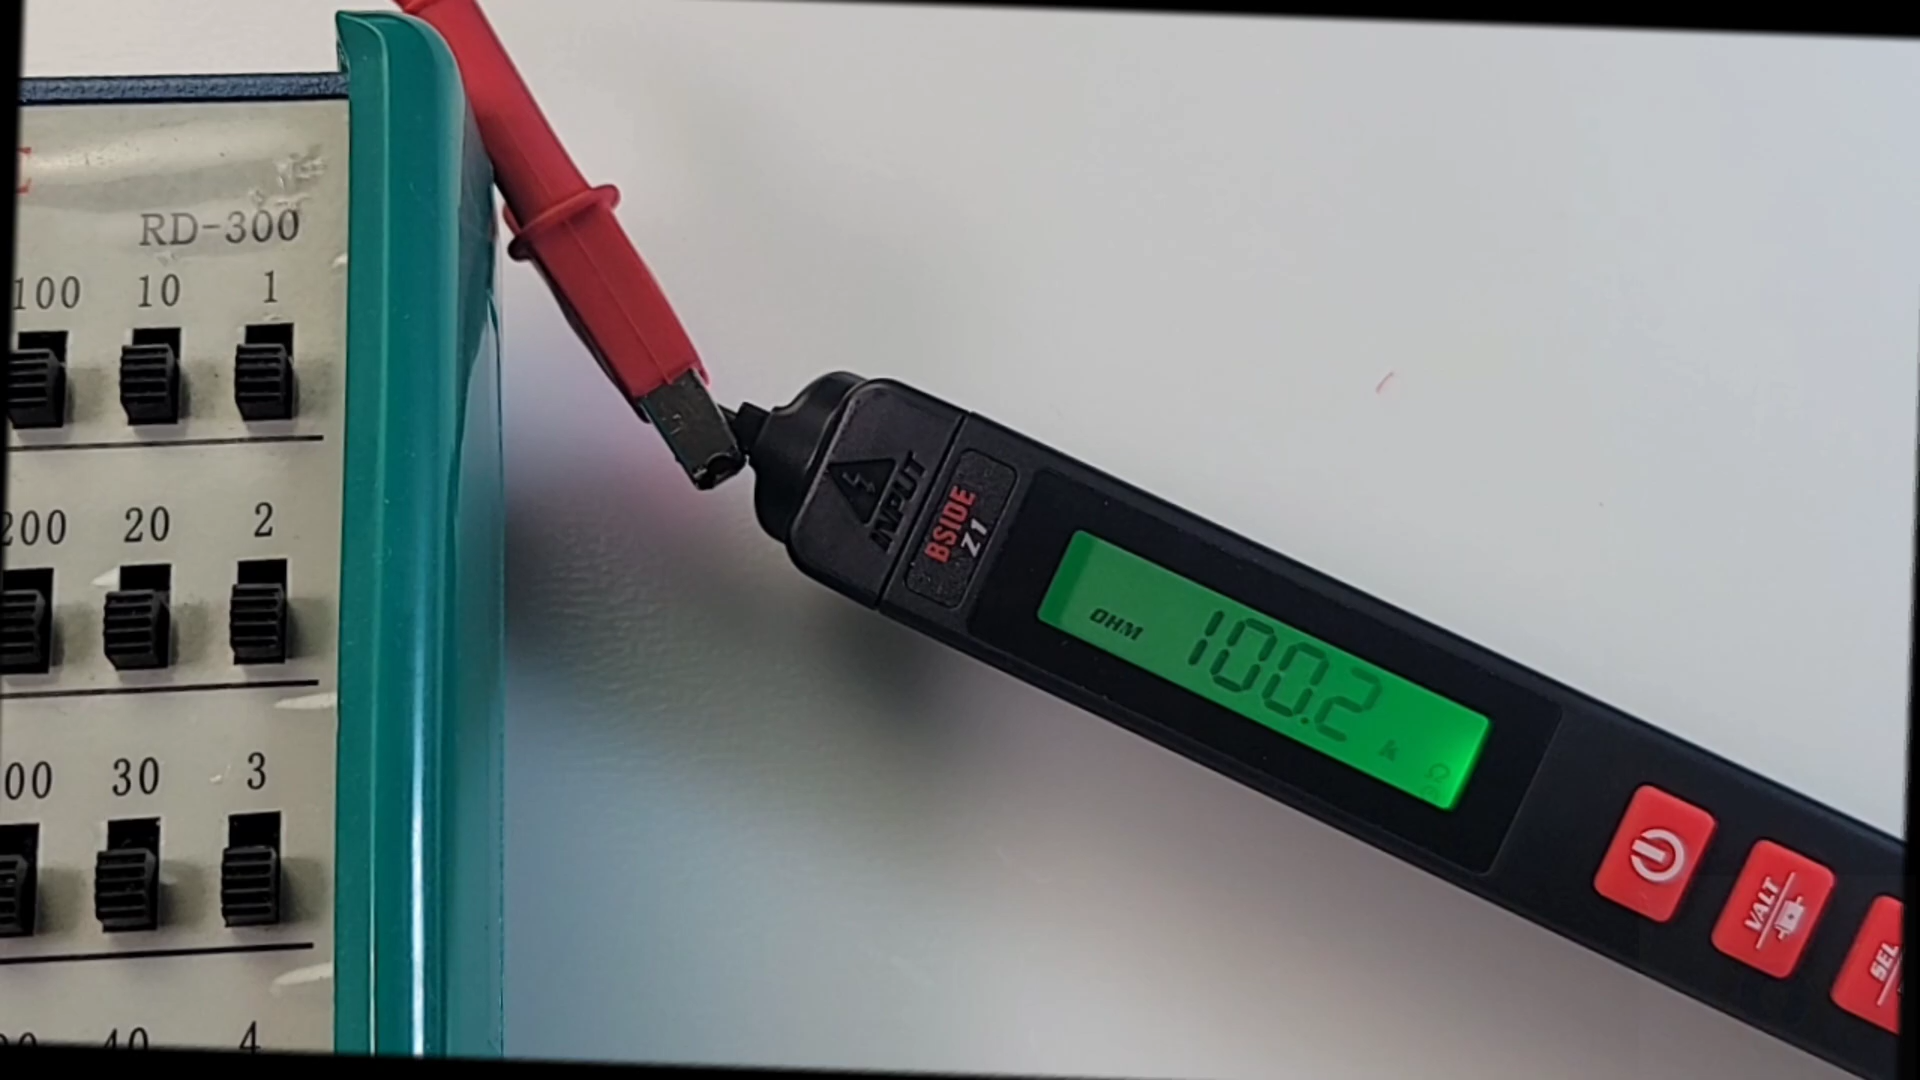 RD-300
100 10 1
200 20 2
00 30 3
40 4
INPUT
BSIDE
Z1
OHM 100.2 k Ω
VALT
SEL